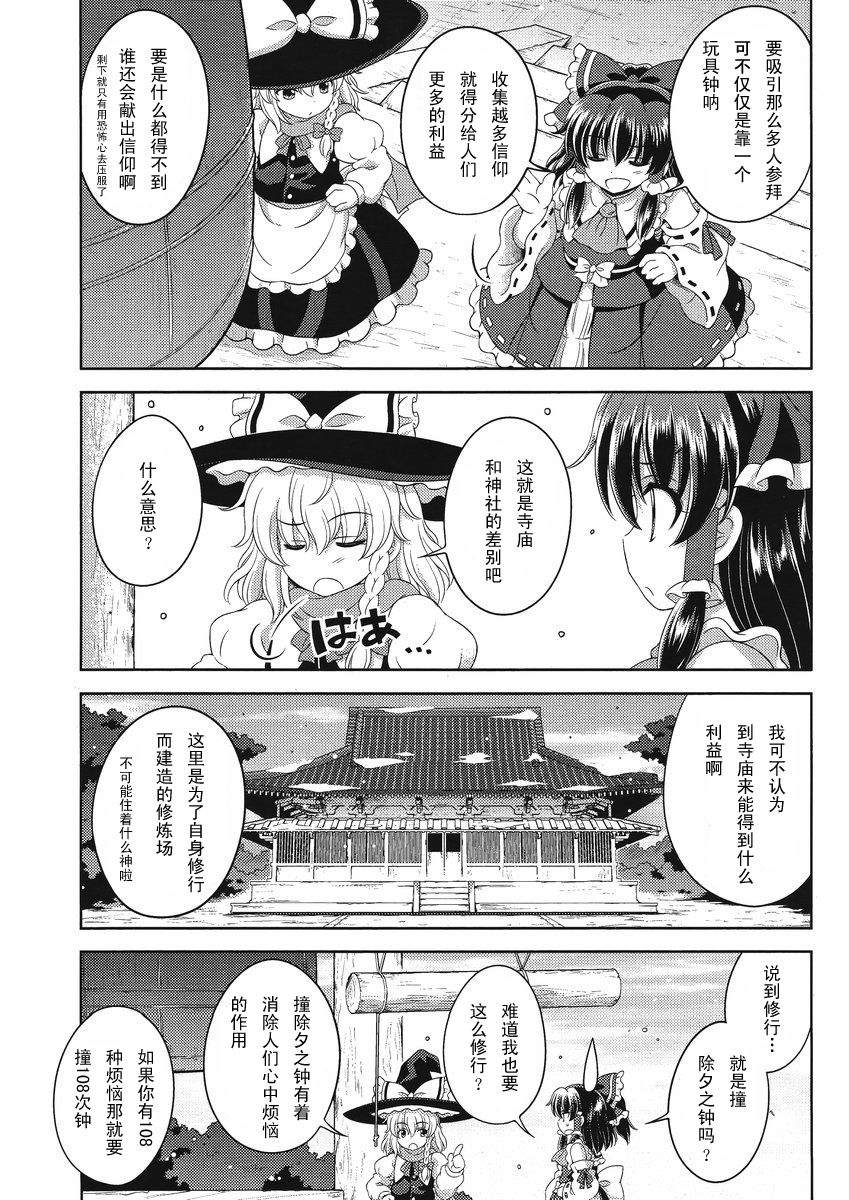 要吸引那么多人参拜
可不仅仅是靠一个
玩具钟呐
收集越多信仰
就得分给人们
更多的利益
要是什么都得不到
谁还会献出信仰啊
剩下就只有用恐怖心去压服了
这就是寺庙
和神社的差别吧
はあ…
什么
意思？
我可不认为
到寺庙来能得到什么
利益啊
这里是为了自身修行
而建造的修炼场
不可能住着什么神啦
说到修行…
就是撞
除夕之钟吗？
难道我也要
这么修行？
撞除夕之钟有着
消除人们心中烦恼
的作用
如果你有108
种烦恼那就要
撞108次钟